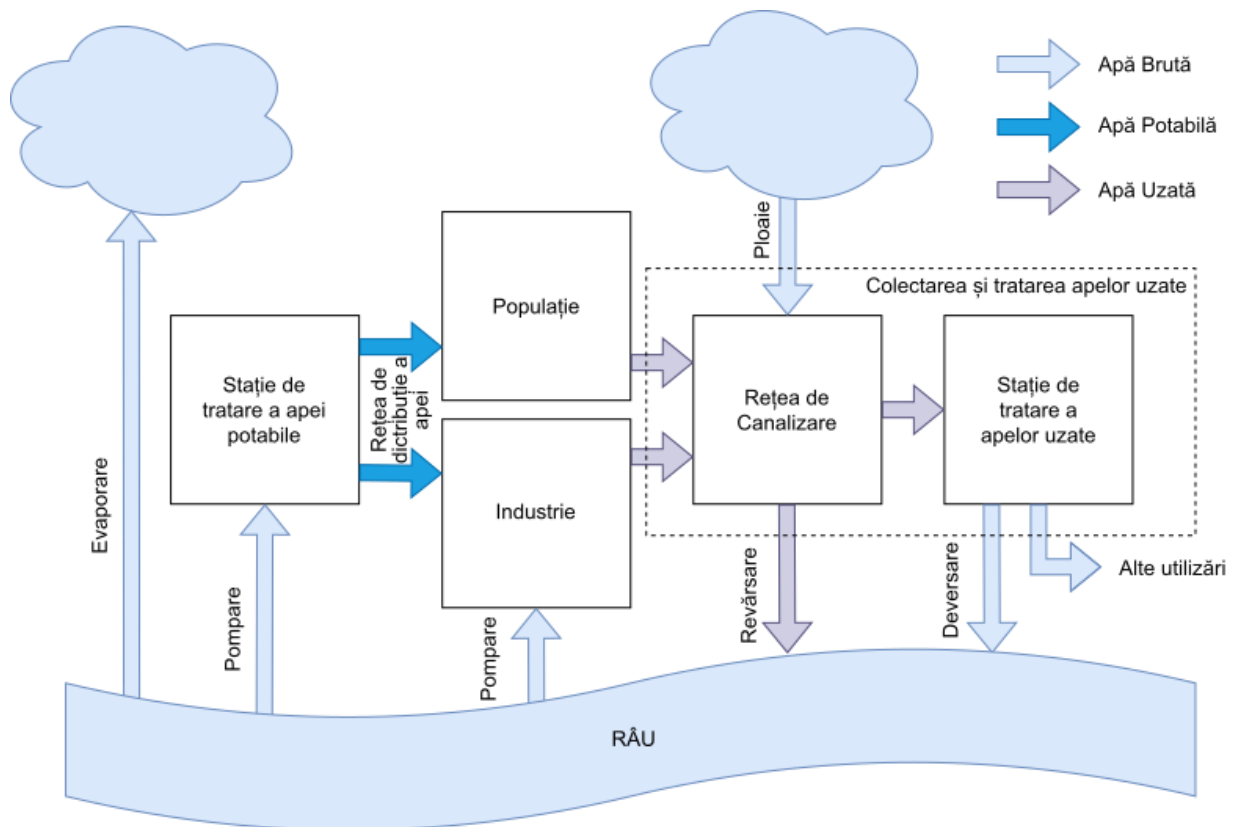 Apă Brută
Apă Potabilă
Apă Uzată
Ploaie
Colectarea și tratarea apelor uzate
Populație
Stație de
tratare a apei
potabile
Rețea de
dictribuție a
apei
Rețea de
Canalizare
Stație de
tratare a
apelor uzate
Industrie
Evaporare
Pompare
Pompare
Revărsare
Deversare
Alte utilizări
RÂU